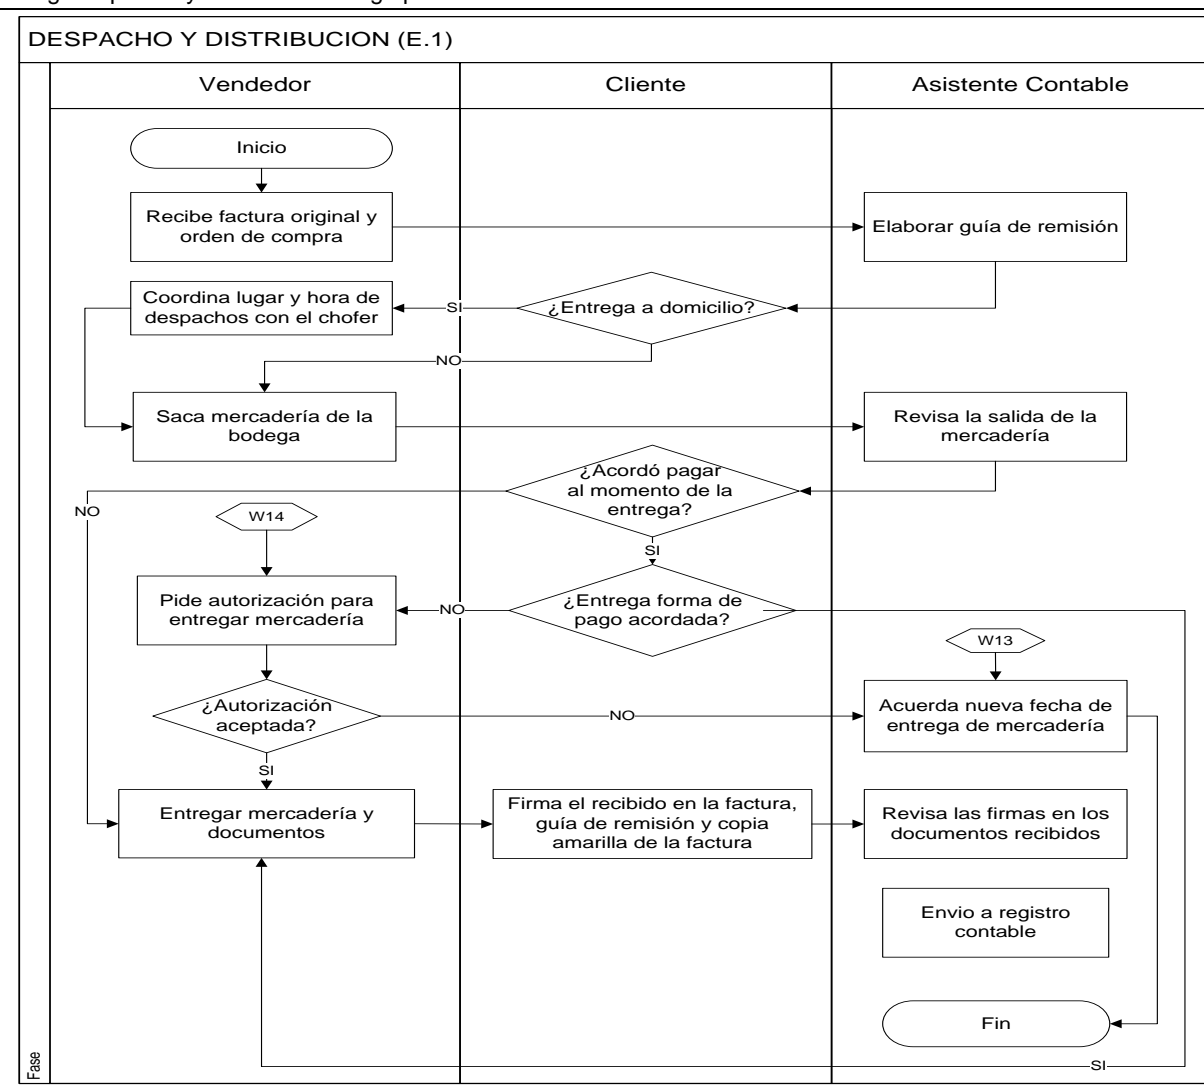 DESPACHO Y DISTRIBUCION (E.1)
Vendedor
Cliente
Asistente Contable
Inicio
Recibe factura original y
orden de compra
Elaborar guía de remisión
Coordina lugar y hora de
despachos con el chofer
SI
¿Entrega a domicilio?
NO
Saca mercadería de la
bodega
Revisa la salida de la
mercadería
¿Acordó pagar
al momento de la
entrega?
NO
W14
SI
Pide autorización para
entregar mercadería
NO
¿Entrega forma de
pago acordada?
W13
¿Autorización
aceptada?
NO
Acuerda nueva fecha de
entrega de mercadería
SI
Entregar mercadería y
documentos
Firma el recibido en la factura,
guía de remisión y copia
amarilla de la factura
Revisa las firmas en los
documentos recibidos
Envio a registro
contable
Fin
SI
Fase